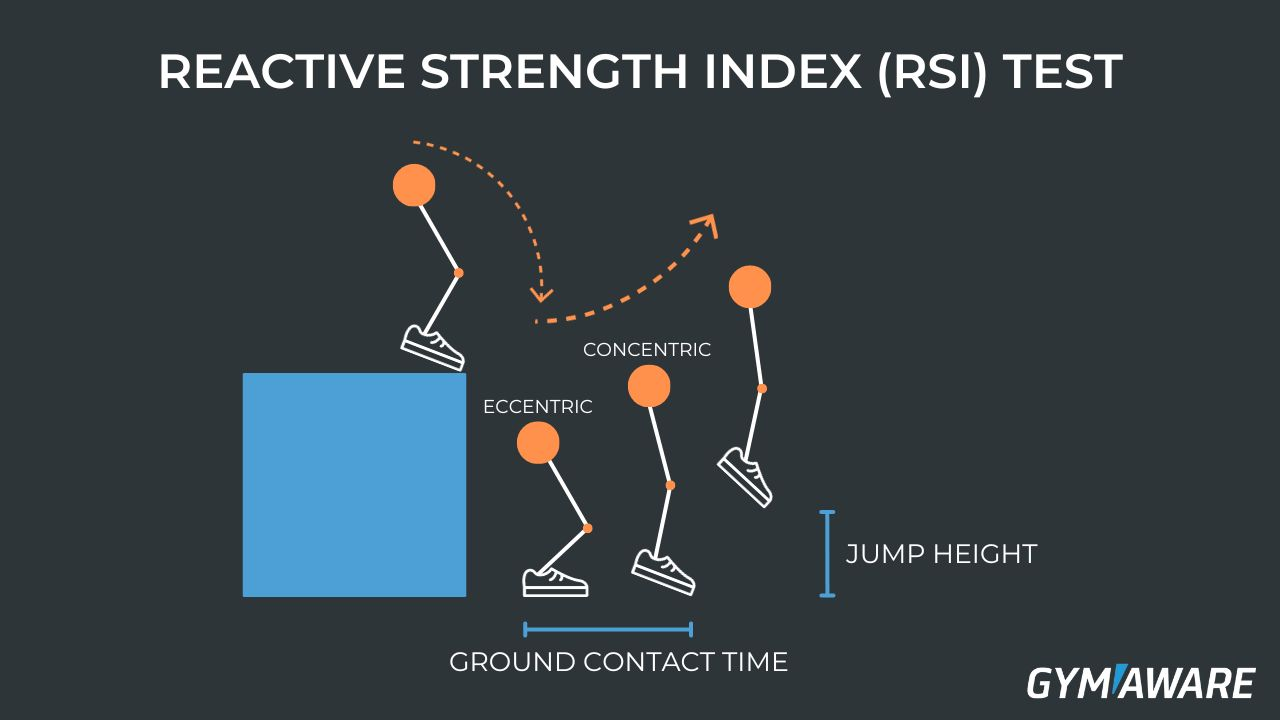 REACTIVE STRENGTH INDEX (RSI) TEST
CONCENTRIC
ECCENTRIC
JUMP HEIGHT
GROUND CONTACT TIME
GYMAWARE